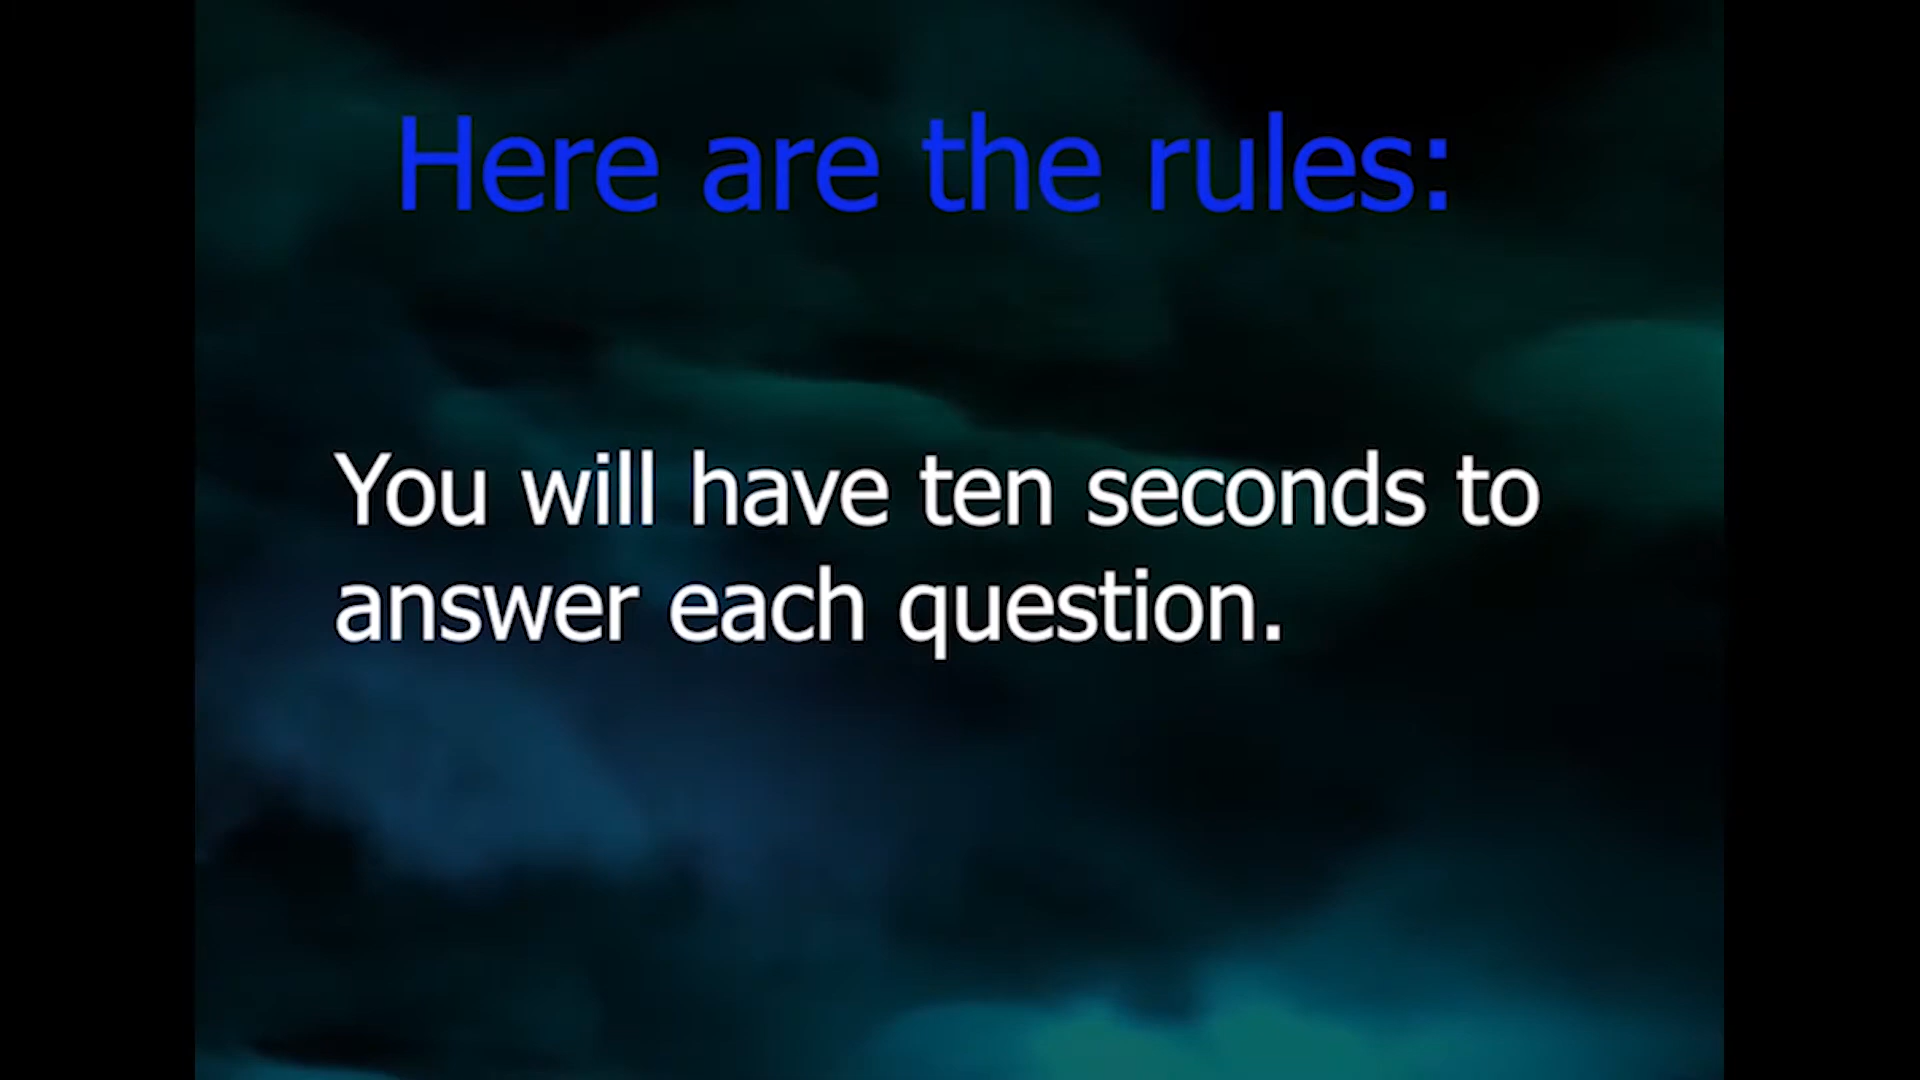 Here are the rules:
You will have ten seconds to
answer each question.